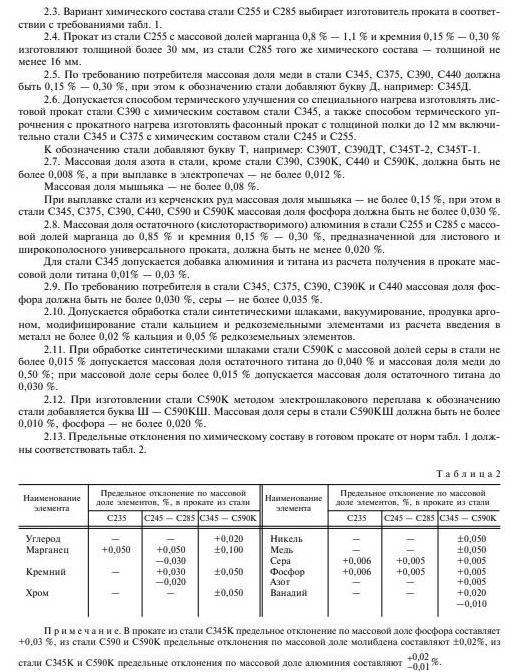 2.3. Вариант химического состава стали С255 и С285 выбирает изготовитель проката в соответ-
ствии с требованиями табл. 1.
2.4. Прокат из стали С255 с массовой долей марганца 0,8 % — 1,1 % и кремния 0,15 % — 0,30 %
изготовляют толщиной более 30 мм, из стали С285 того же химического состава — толщиной не
менее 16 мм.
2.5. По требованию потребителя массовая доля меди в стали С345, С375, С390, С440 должна
быть 0,15 % — 0,30 %, при этом к обозначению стали добавляют букву Д, например: С345Д.
2.6. Допускается способом термического улучшения со специального нагрева изготовлять лис-
товой прокат стали С390 с химическим составом стали С345, а также способом термического уп-
рочнения с прокатного нагрева изготовлять фасонный прокат с толщиной полки до 12 мм включи-
тельно стали С345 и С375 с химическим составом стали С245 и С255.
К обозначению стали добавляют букву Т, например: С390Т, С390ДТ, С345Т-2, С345Т-1.
2.7. Массовая доля азота в стали, кроме стали С390, С390К, С440 и С590К, должна быть не
более 0,008 %, а при выплавке в электропечах — не более 0,012 %.
Массовая доля мышьяка — не более 0,08 %.
При выплавке стали из керченских руд массовая доля мышьяка — не более 0,15 %, при этом в
стали С345, С375, С390, С440, С590 и С590К массовая доля фосфора должна быть не более 0,030 %.
2.8. Массовая доля остаточного (кислоторастворимого) алюминия в стали С255 и С285 с массо-
вой долей марганца до 0,85 % и кремния 0,15 % — 0,30 %, предназначенной для листового и
широкополосного универсального проката, должна быть не менее 0,020 %.
Для стали С345 допускается добавка алюминия и титана из расчета получения в прокате мас-
совой доли титана 0,01% — 0,03 %.
2.9. По требованию потребителя в стали С345, С375, С390, С390К и С440 массовая доля фос-
фора должна быть не более 0,030 %, серы — не более 0,035 %.
2.10. Допускается обработка стали синтетическими шлаками, вакуумирование, продувка арго-
ном, модифицирование стали кальцием и редкоземельными элементами из расчета введения в
металл не более 0,02 % кальция и 0,05 % редкоземельных элементов.
2.11. При обработке синтетическими шлаками стали С590К с массовой долей серы в стали не
более 0,015 % допускается массовая доля остаточного титана до 0,040 % и массовая доля меди до
0,50 %; при массовой доле серы более 0,015 % допускается массовая доля остаточного титана до
0,030 %.
2.12. При изготовлении стали С590К методом электрошлакового переплава к обозначению
стали добавляется буква Ш — С590КШ. Массовая доля серы в стали С590КШ должна быть не более
0,010 %, фосфора — не более 0,020 %.
2.13. Предельные отклонения по химическому составу в готовом прокате от норм табл. 1 долж-
ны соответствовать табл. 2.
Таблица 2
Наименование элемента
Предельное отклонение по массовой доле элементов, %, в прокате из стали
Наименование элемента
Предельное отклонение по массовой доле элементов, %, в прокате из стали
С235 С245 — С285 С345 — С590К С235 С245 — С285 С345 — С590К
Углерод — — +0,020 Никель — — ±0,050
Марганец +0,050 +0,050 ±0,100 Медь — — ±0,050
−0,030 Сера +0,006 +0,005 +0,005
Кремний — +0,030 ±0,050 Фосфор +0,006 +0,005 +0,005
−0,020 Азот — — +0,005
Хром — — ±0,050 Ванадий — — +0,020
−0,010
Примечание. В прокате из стали С345К предельное отклонение по массовой доле фосфора составляет
+0,03 %, из стали С590 и С590К предельные отклонения по массовой доле молибдена составляют ±0,02%, из
стали С345К и С590К предельные отклонения по массовой доле алюминия составляют +0,02 −0,01 %.